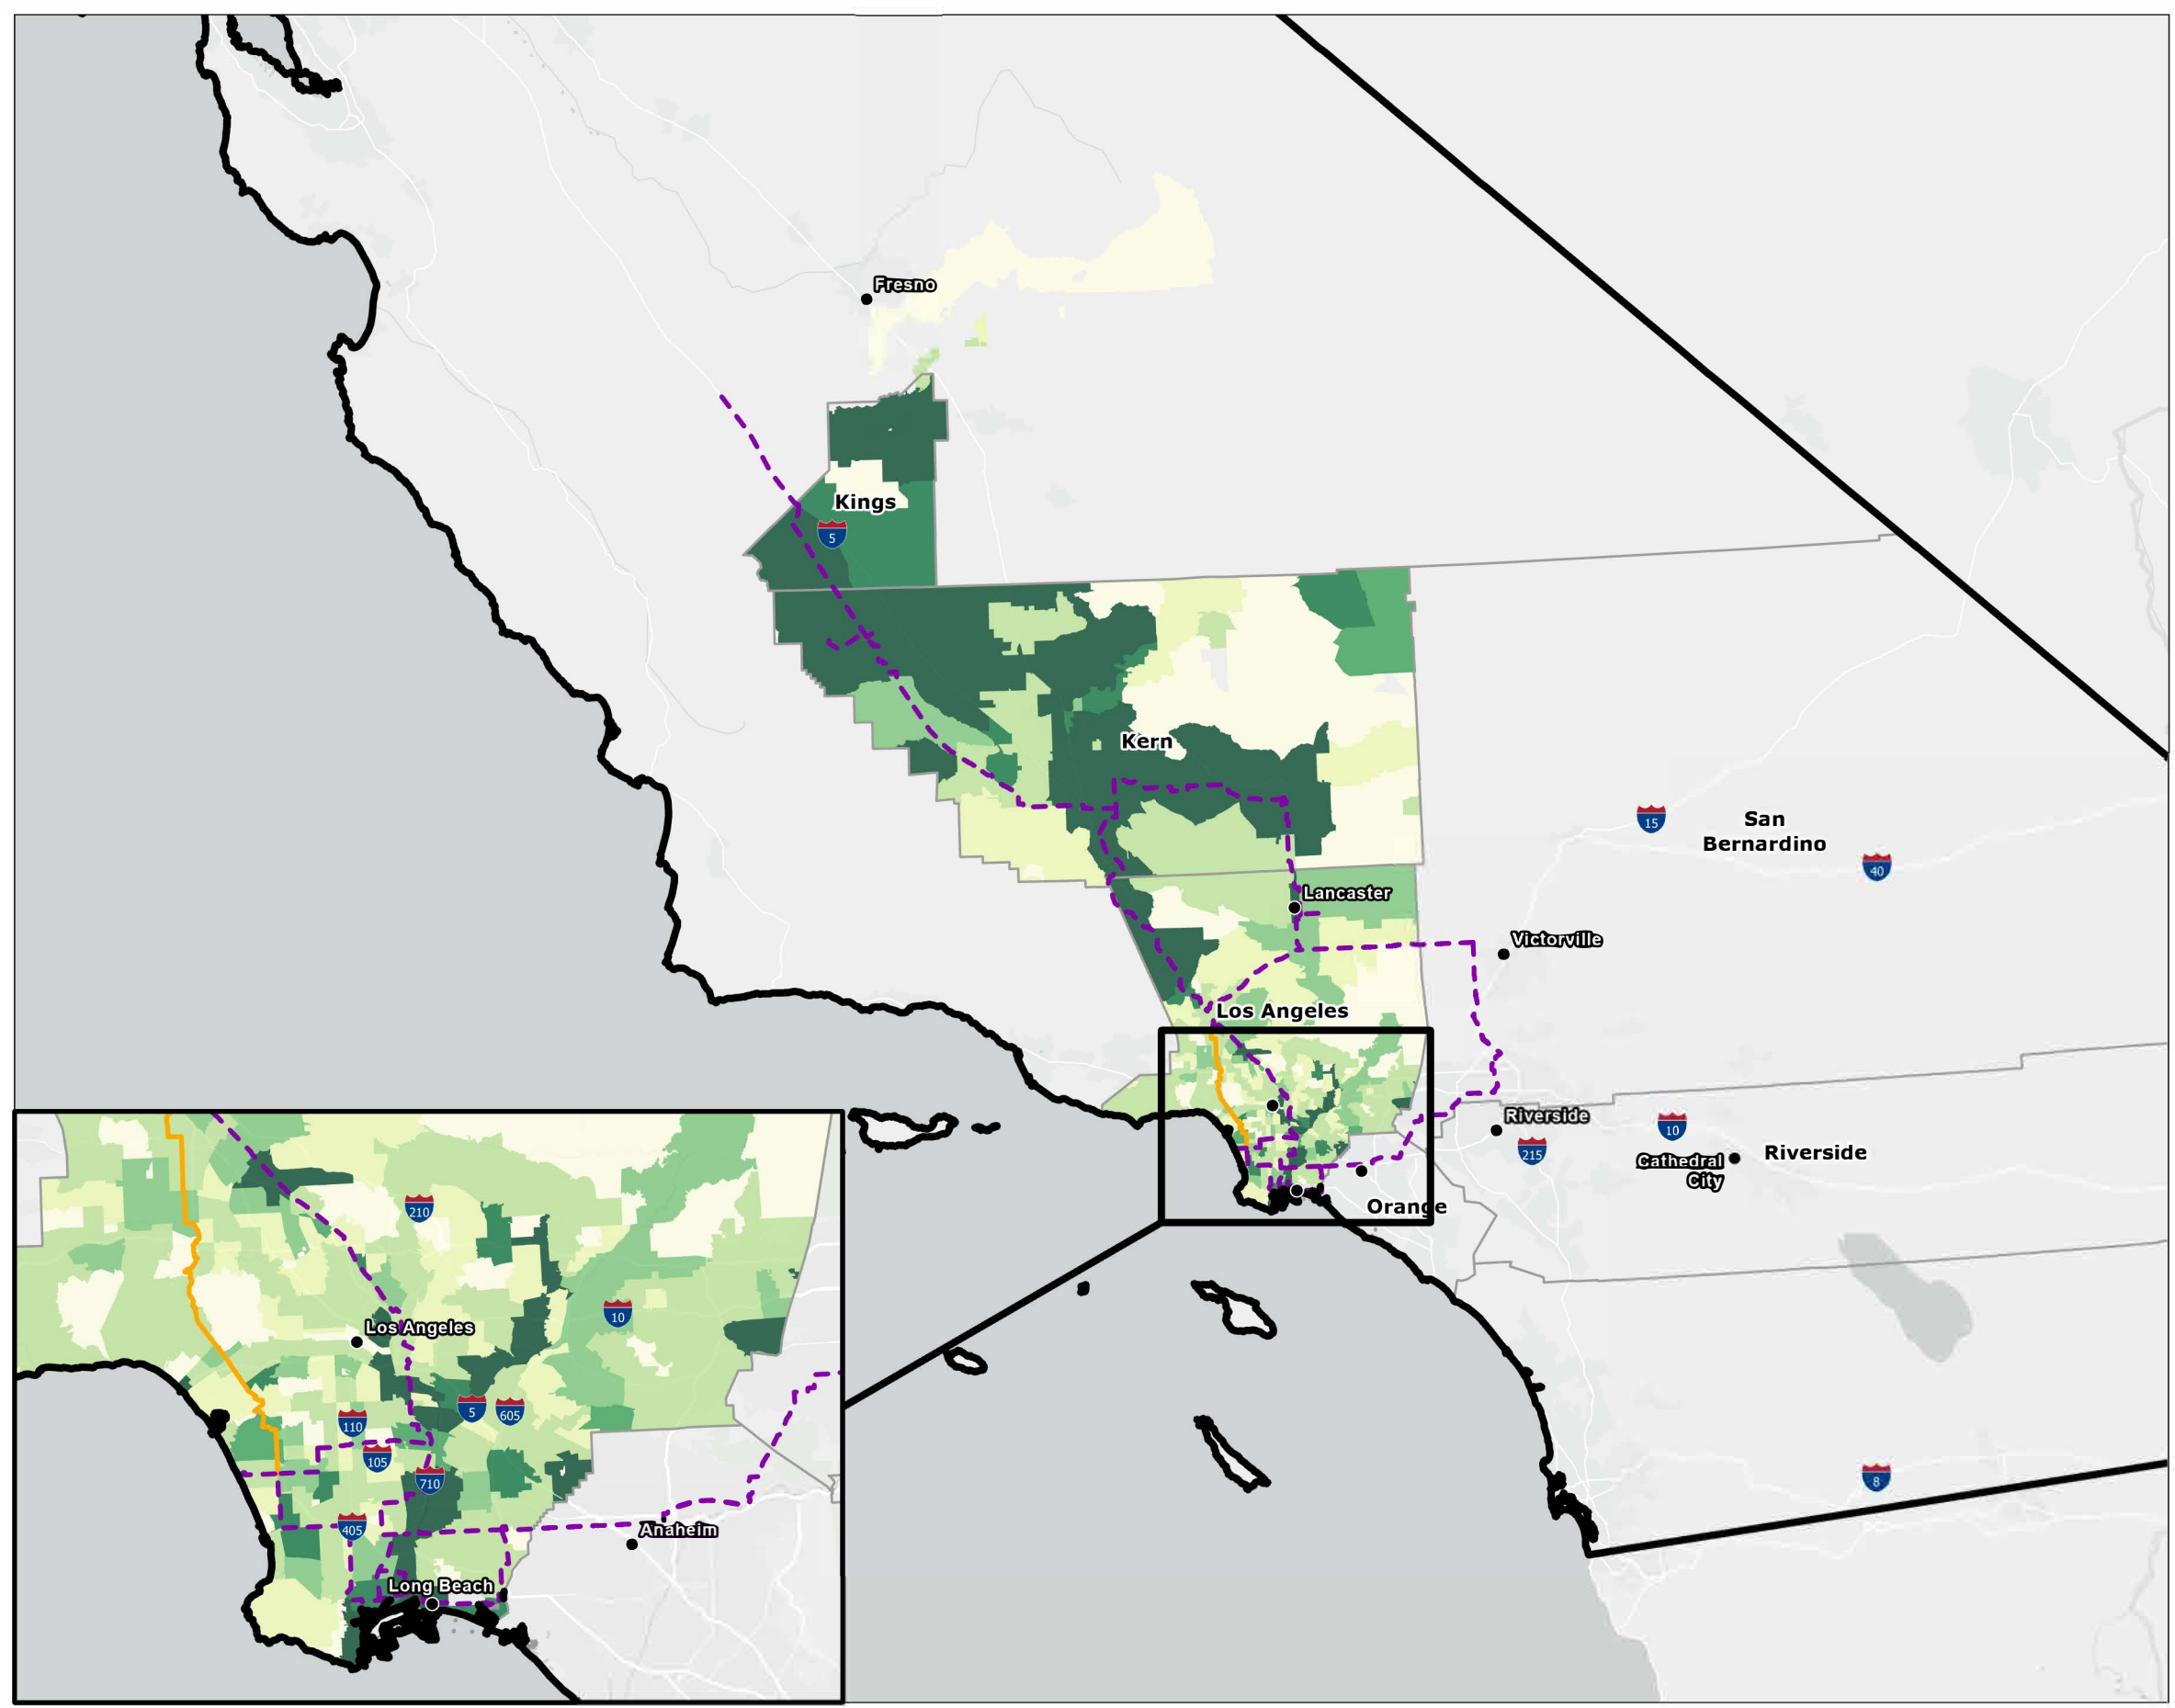 Fresno
Kings
5
Kern
15
San
Bernardino
40
Lancaster
Victorville
Los Angeles
Riverside
10
215
Cathedral
City
Riverside
Orange
8
210
10
Los Angeles
5
605
110
105
710
405
Anaheim
Long Beach